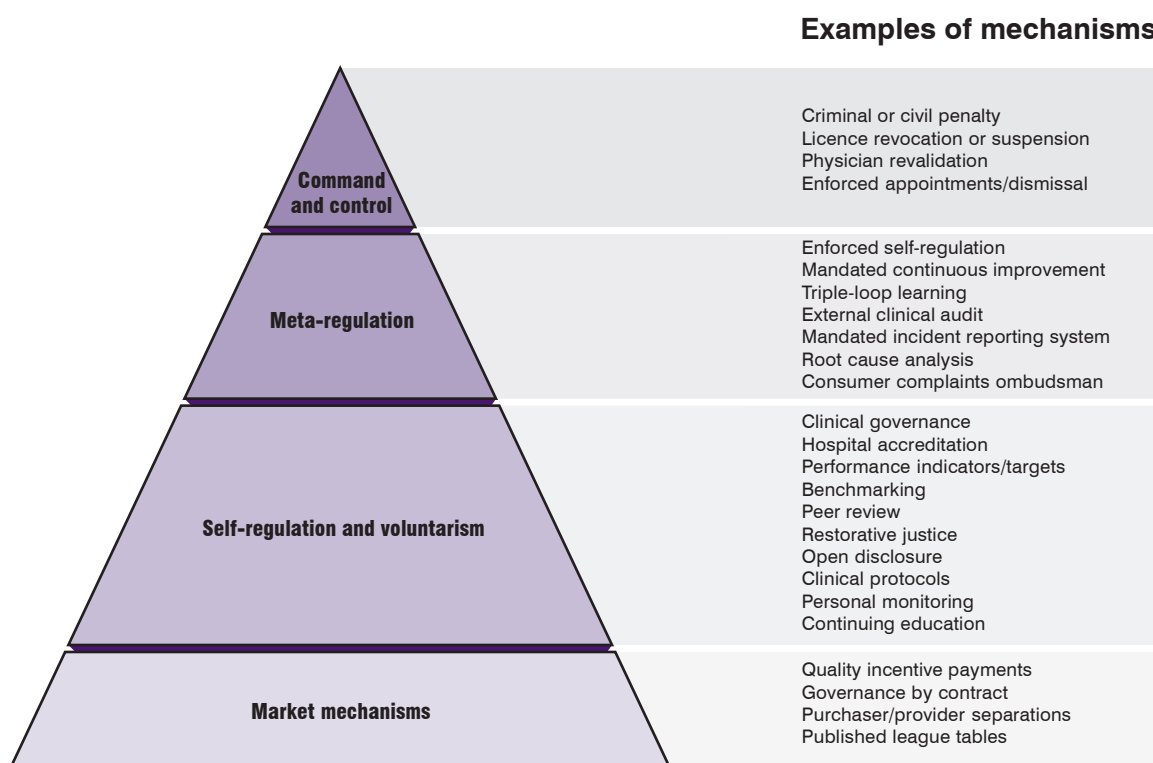 Examples of mechanisms
Command
and control
Criminal or civil penalty
Licence revocation or suspension
Physician revalidation
Enforced appointments/dismissal
Meta-regulation
Enforced self-regulation
Mandated continuous improvement
Triple-loop learning
External clinical audit
Mandated incident reporting system
Root cause analysis
Consumer complaints ombudsman
Self-regulation and voluntarism
Clinical governance
Hospital accreditation
Performance indicators/targets
Benchmarking
Peer review
Restorative justice
Open disclosure
Clinical protocols
Personal monitoring
Continuing education
Market mechanisms
Quality incentive payments
Governance by contract
Purchaser/provider separations
Published league tables